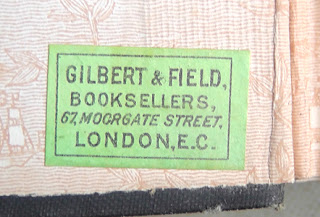 GILBERT & FIELD,
BOOKSELLERS,
67, MOORGATE STREET,
LONDON, E.C.